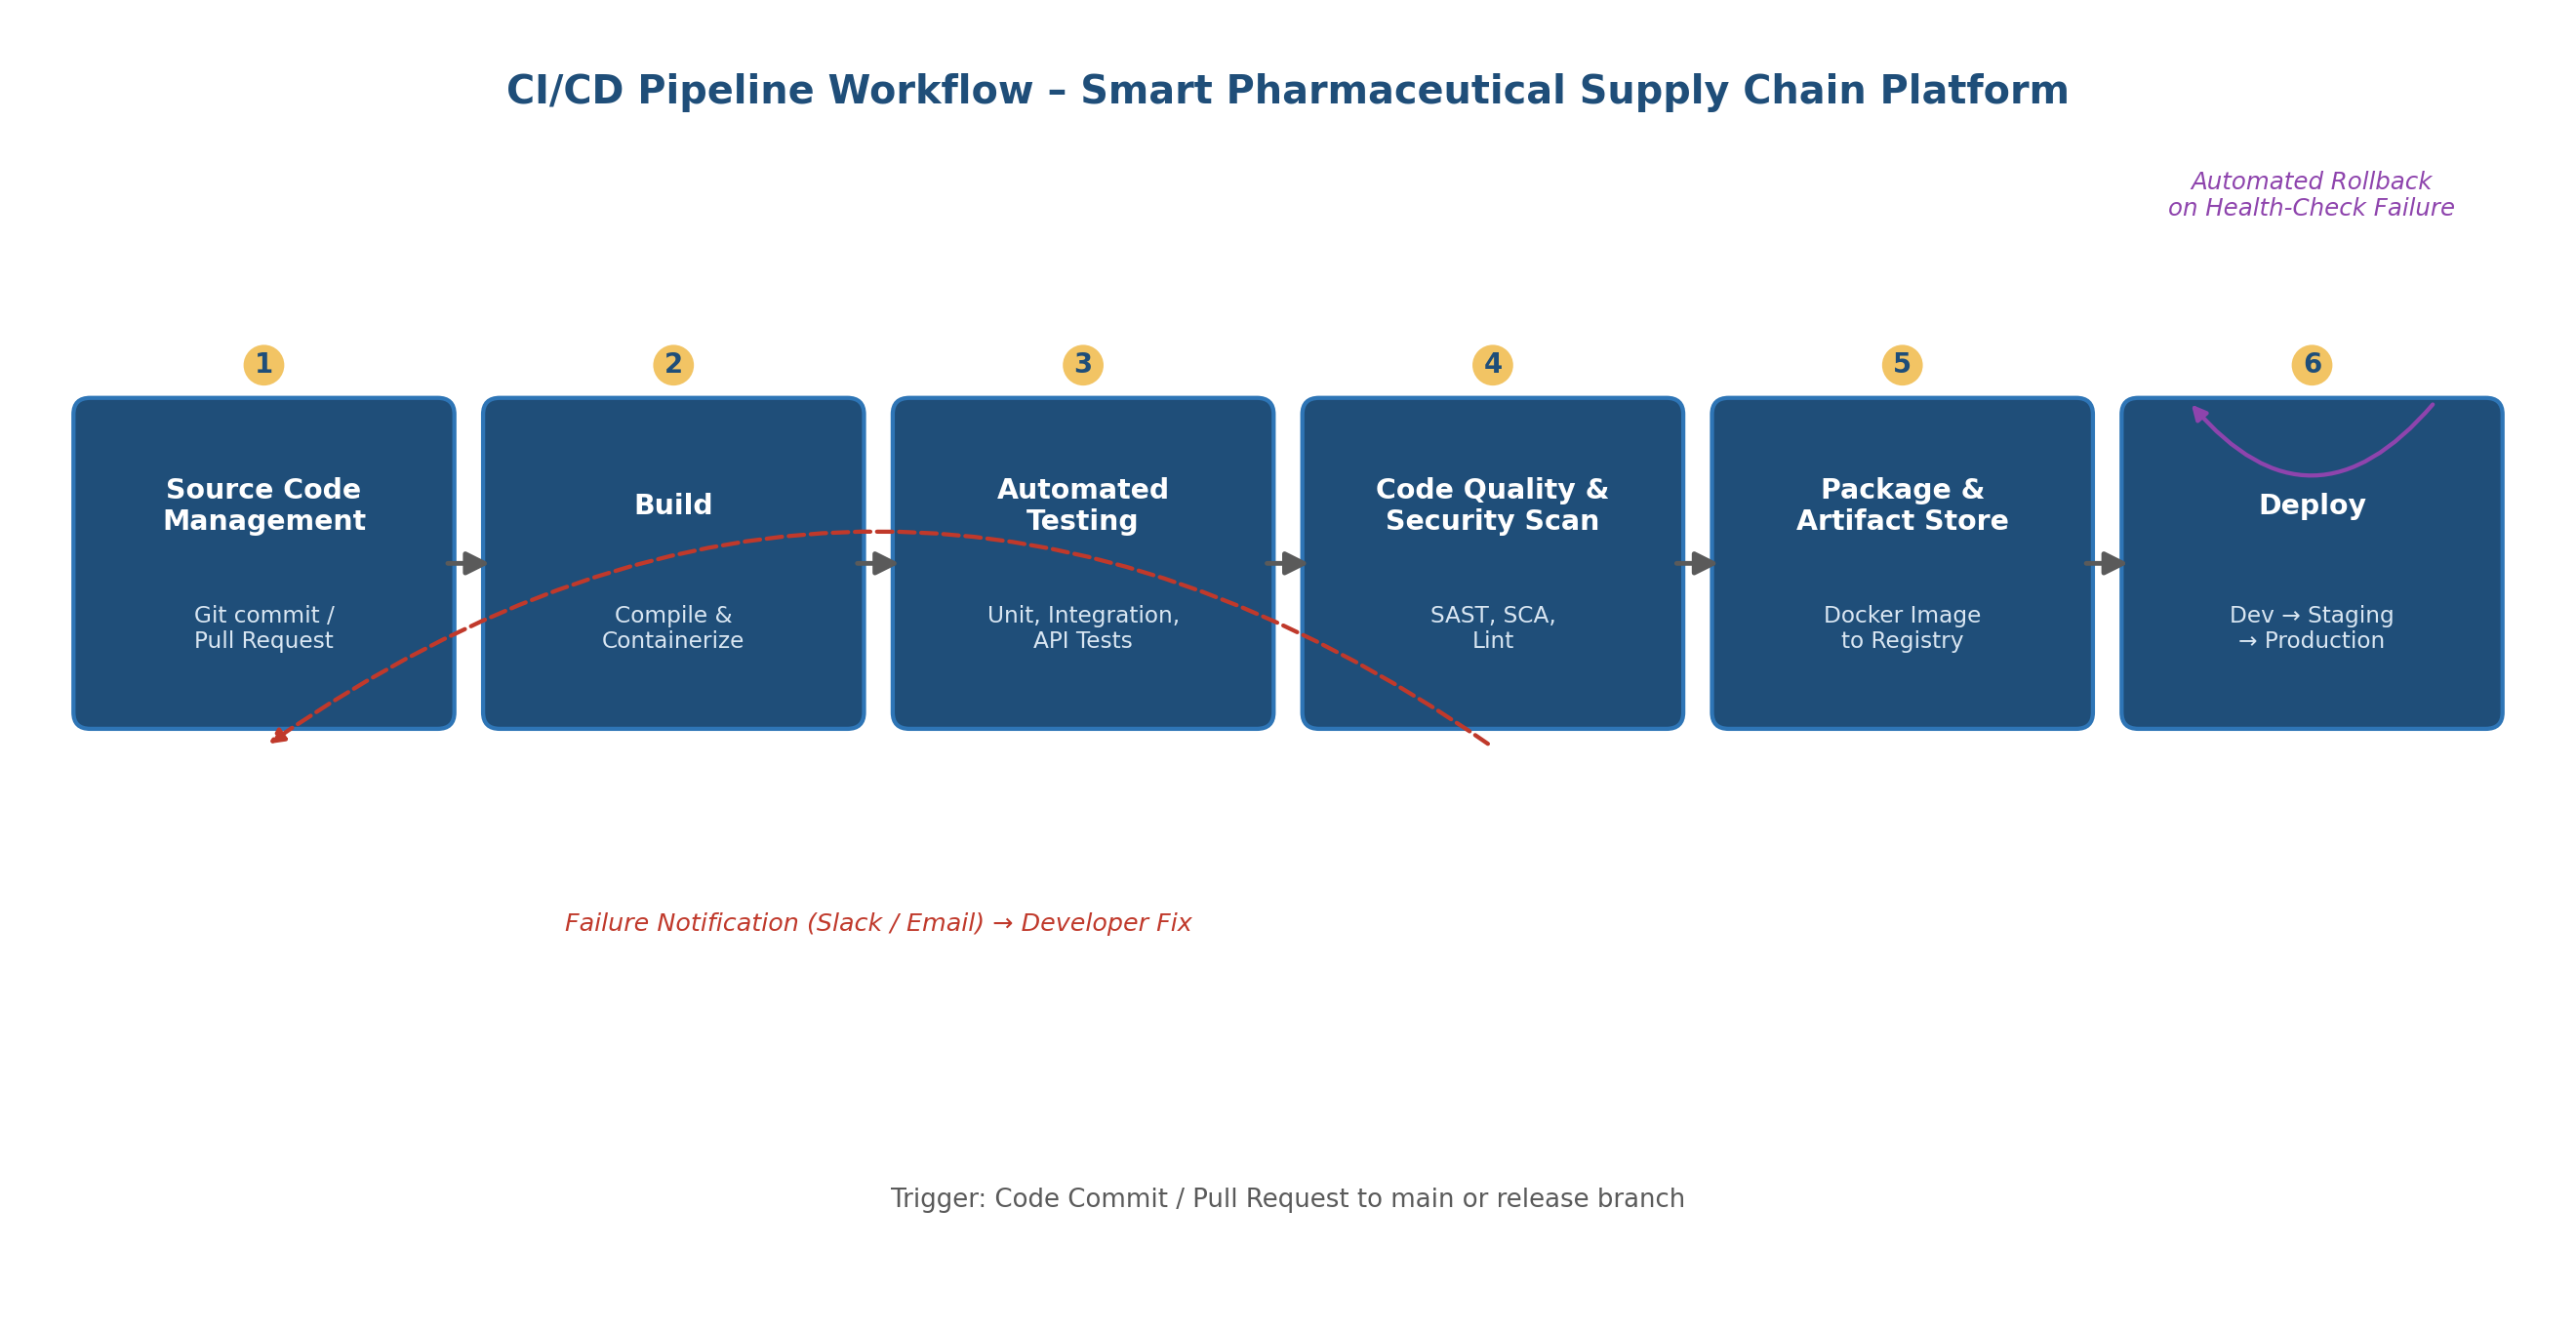 CI/CD Pipeline Workflow – Smart Pharmaceutical Supply Chain Platform
Automated Rollback
on Health-Check Failure
1
Source Code
Management
Git commit /
Pull Request
2
Build
Compile &
Containerize
3
Automated
Testing
Unit, Integration,
API Tests
4
Code Quality &
Security Scan
SAST, SCA,
Lint
5
Package &
Artifact Store
Docker Image
to Registry
6
Deploy
Dev → Staging
→ Production
Failure Notification (Slack / Email) → Developer Fix
Trigger: Code Commit / Pull Request to main or release branch